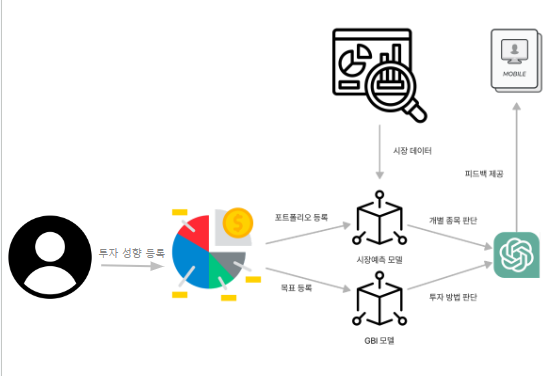 MOBILE
시장 데이터
피드백 제공
포트폴리오 등록
개별 종목 판단
투자 성향 등록
시장예측 모델
목표 등록
투자 방법 판단
GBI 모델